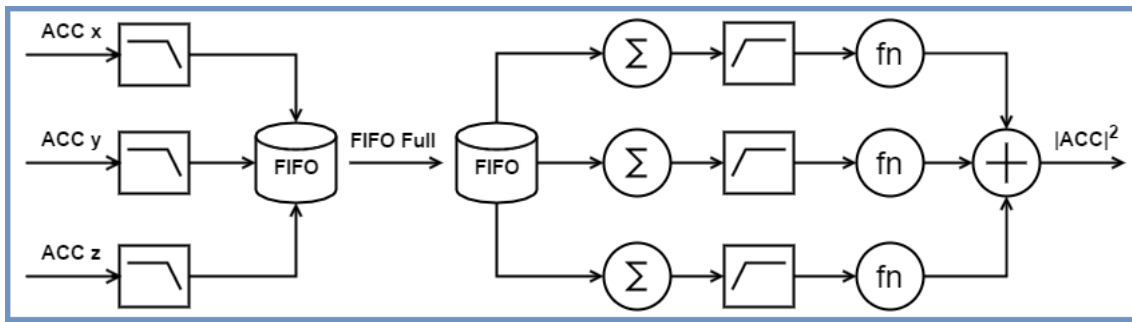 ACC x
ACC y
ACC z
FIFO
FIFO Full
FIFO
Σ
Σ
Σ
fn
fn
fn
+
|ACC|²